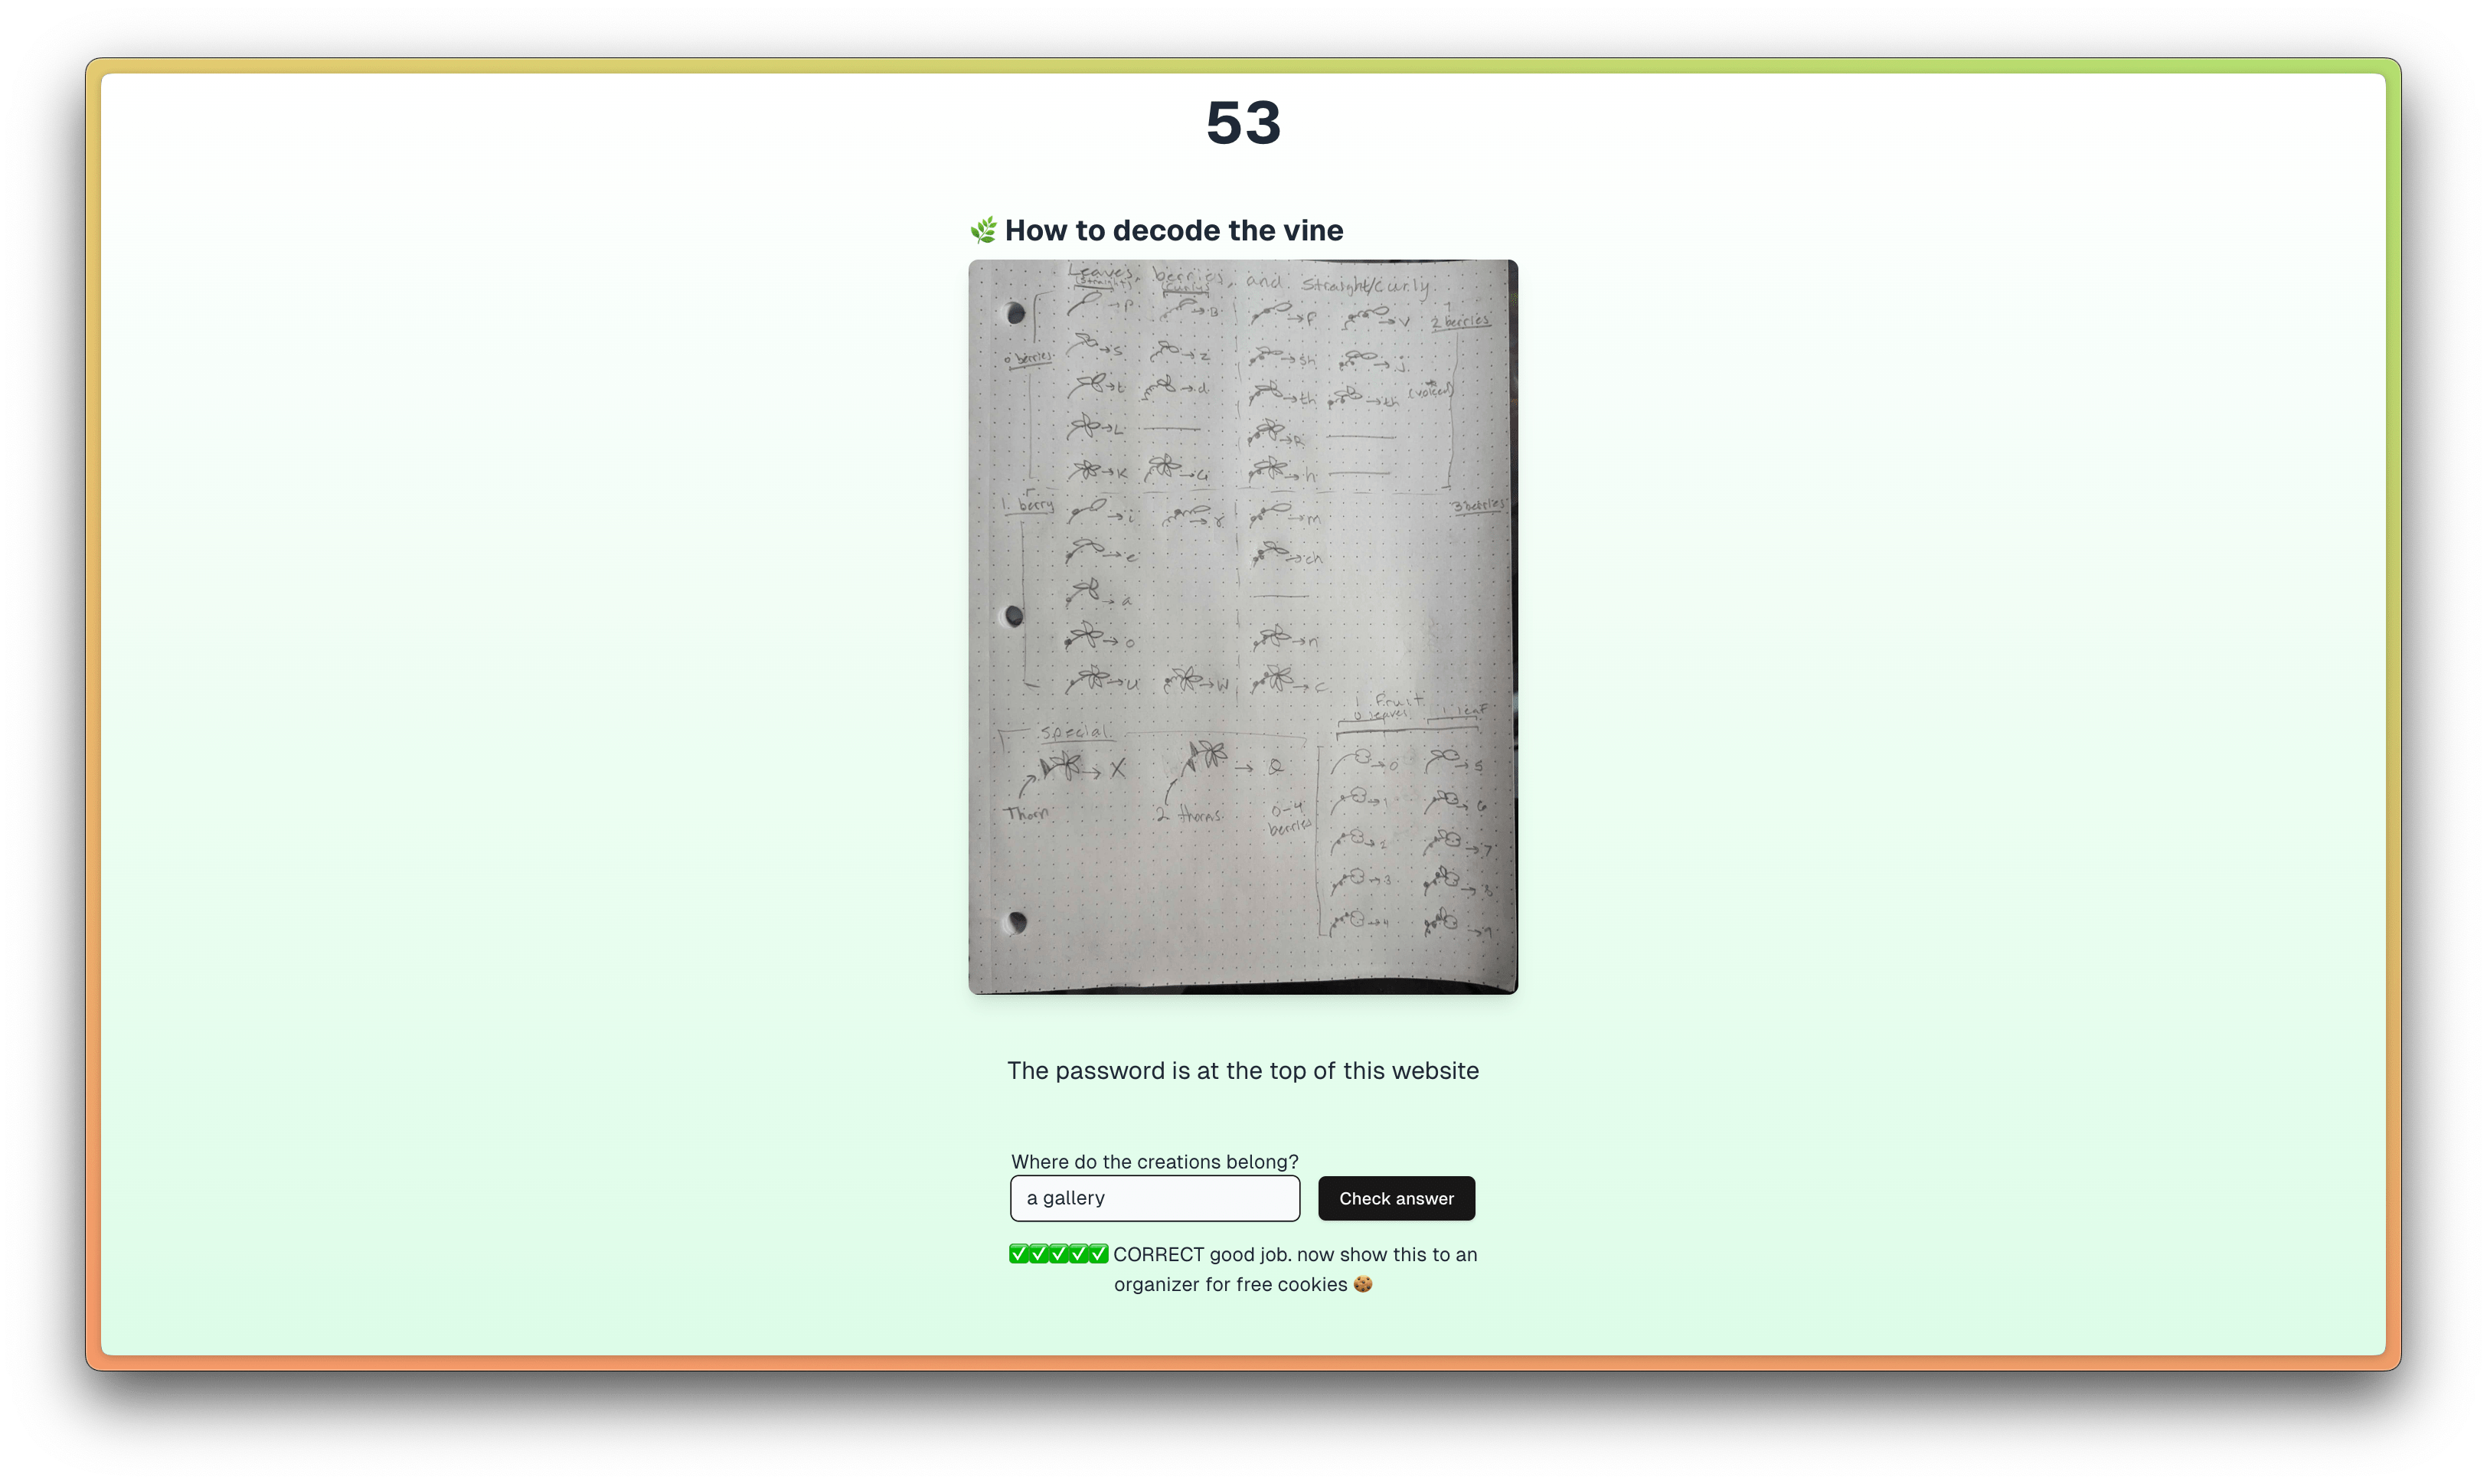 53
🌿 How to decode the vine
Leaves, berries, and Straight/Curly
(Straight) (Curly)
0 berries
2 berries
→ P → B → f → V
→ S → Z → Sh → j
→ t → d → th → th (voiced)
→ L → R
→ K → G → h
1 berry
3 berries
→ i → Y → m
→ e → ch
→ a
→ o → n
→ u → W → C
1 fruit
0 leaves 1 leaf
Special
→ X → Q
Thorn
2 thorns
0-4 berries
→ 0 → 5
→ 1 → 6
→ 2 → 7
→ 3 → 8
→ 4 → 9
The password is at the top of this website
Where do the creations belong?
a gallery
Check answer
✅✅✅✅✅ CORRECT good job. now show this to an
organizer for free cookies 🍪